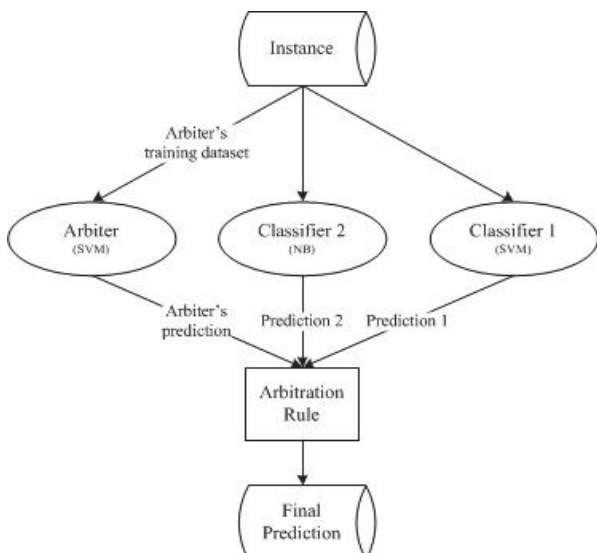 Instance
Arbiter's
training dataset
Arbiter
(SVM)
Classifier 2
(NB)
Classifier 1
(SVM)
Arbiter's
prediction
Prediction 2
Prediction 1
Arbitration
Rule
Final
Prediction